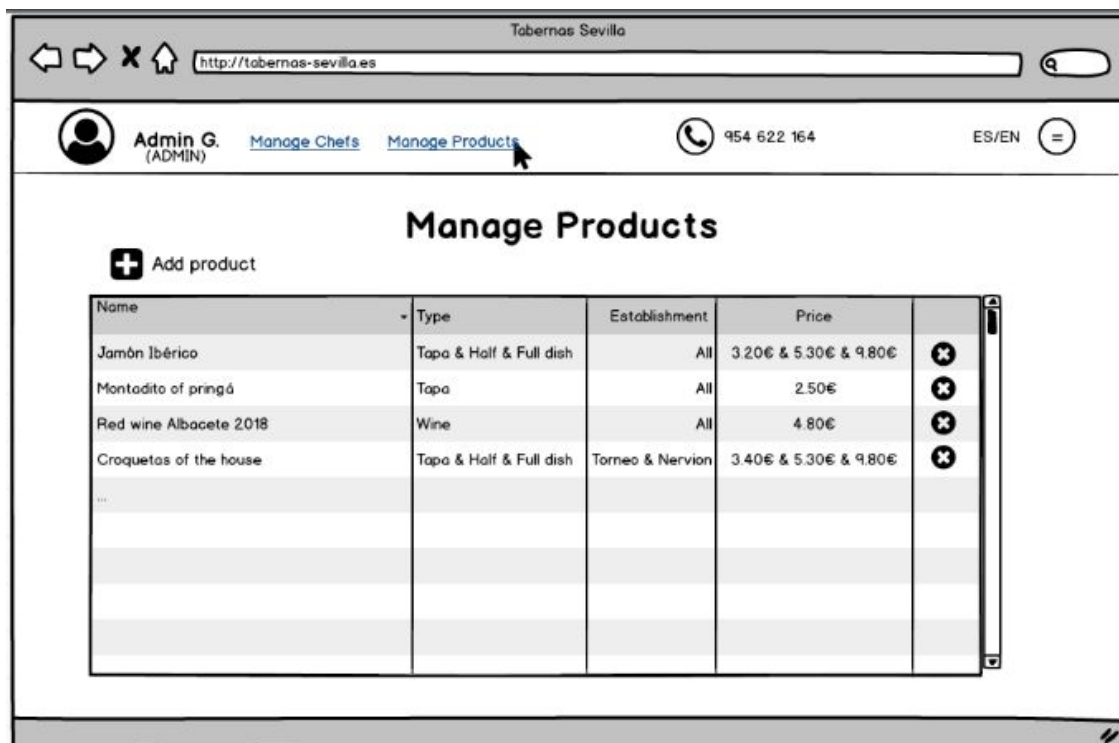 Tabernas Sevilla
http://tabernas-sevilla.es
Admin G. Manage Chefs Manage Products 954 622 164 ES/EN
(ADMIN)
Manage Products
Add product
Name Type Establishment Price
Jamón Ibérico Tapa & Half & Full dish All 3.20€ & 5.30€ & 9.80€
Montadito of pringá Tapa All 2.50€
Red wine Albacete 2018 Wine All 4.80€
Croquetas of the house Tapa & Half & Full dish Torneo & Nervion 3.40€ & 5.30€ & 9.80€
...